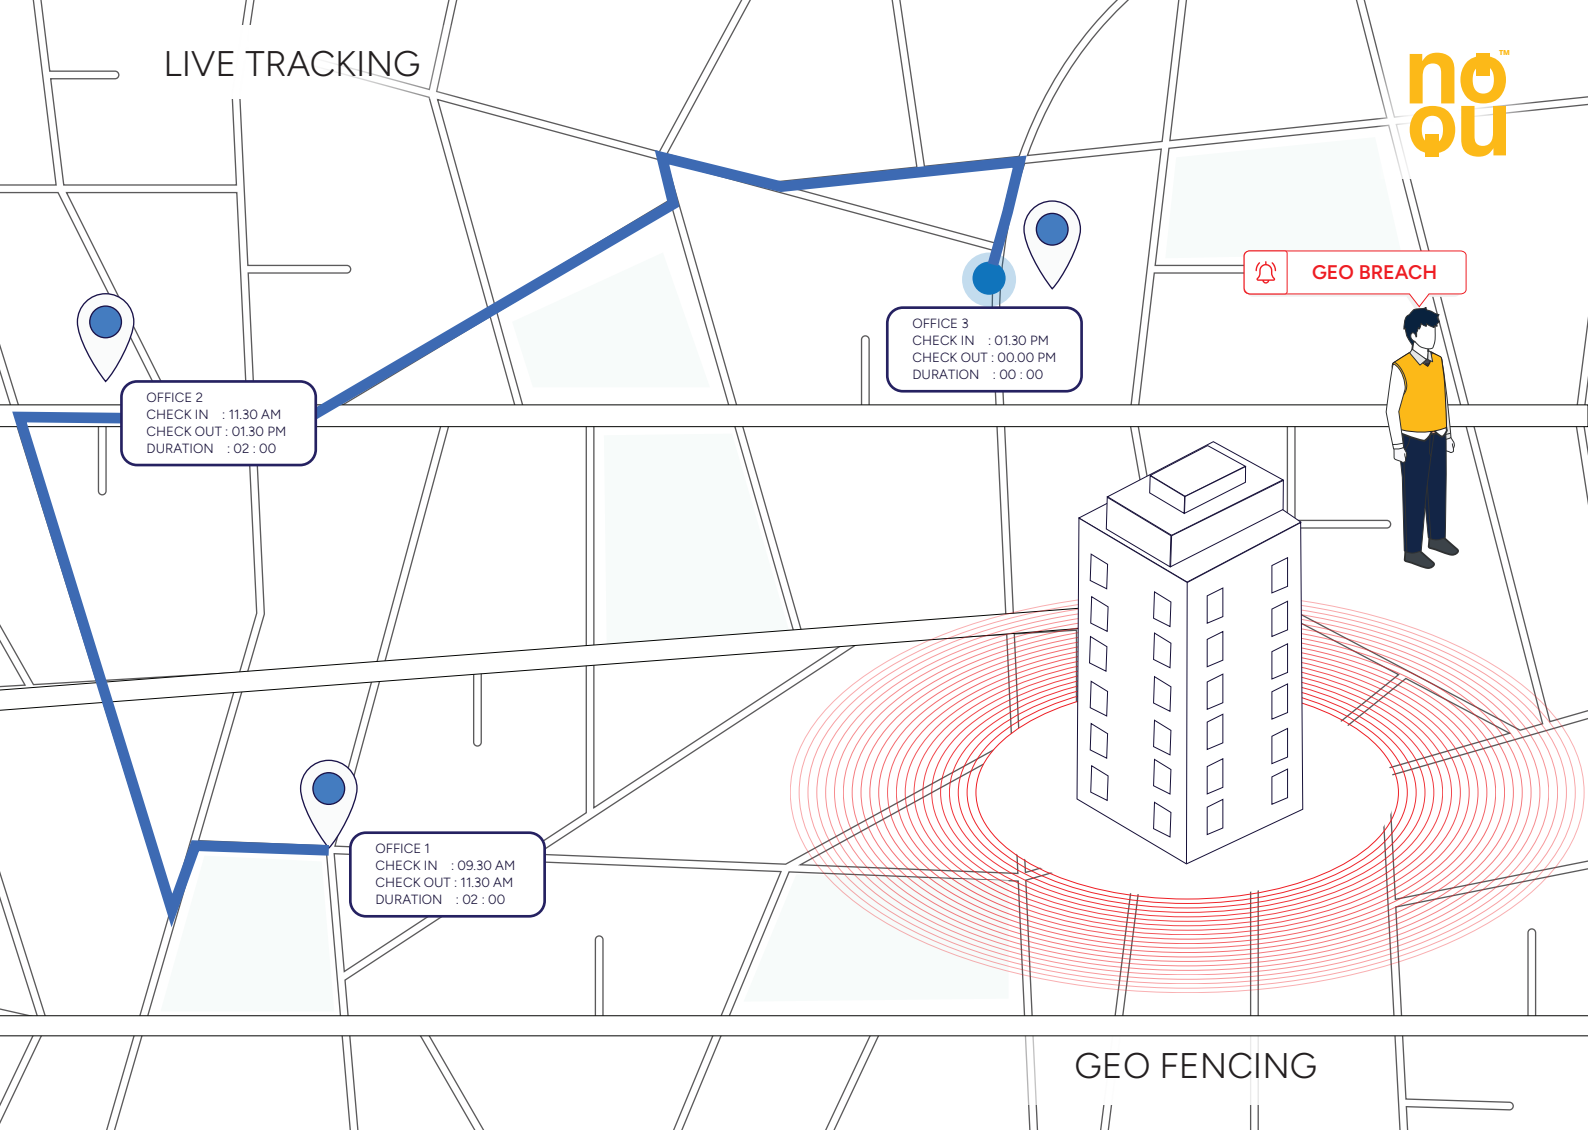 LIVE TRACKING
noqu™
GEO BREACH
OFFICE 3
CHECK IN : 01.30 PM
CHECK OUT : 00.00 PM
DURATION : 00 : 00
OFFICE 2
CHECK IN : 11.30 AM
CHECK OUT : 01.30 PM
DURATION : 02 : 00
OFFICE 1
CHECK IN : 09.30 AM
CHECK OUT : 11.30 AM
DURATION : 02 : 00
GEO FENCING